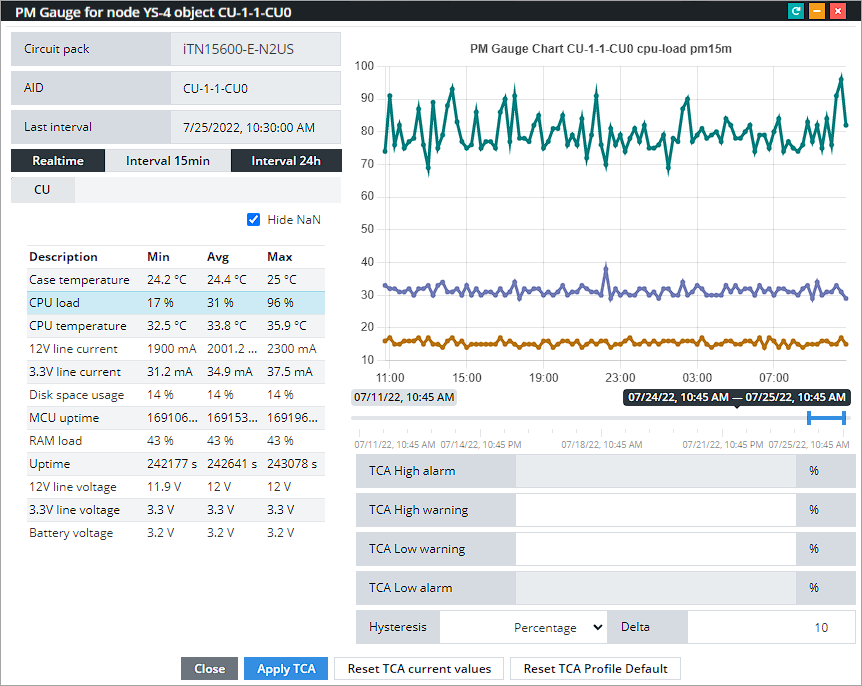 PM Gauge for node YS-4 object CU-1-1-CU0
Circuit pack iTN15600-E-N2US
AID CU-1-1-CU0
Last interval 7/25/2022, 10:30:00 AM
Realtime Interval 15min Interval 24h
CU
Hide NaN
Description Min Avg Max
Case temperature 24.2 °C 24.4 °C 25 °C
CPU load 17 % 31 % 96 %
CPU temperature 32.5 °C 33.8 °C 35.9 °C
12V line current 1900 mA 2001.2 ... 2300 mA
3.3V line current 31.2 mA 34.9 mA 37.5 mA
Disk space usage 14 % 14 % 14 %
MCU uptime 169106... 169153... 169196...
RAM load 43 % 43 % 43 %
Uptime 242177 s 242641 s 243078 s
12V line voltage 11.9 V 12 V 12 V
3.3V line voltage 3.3 V 3.3 V 3.3 V
Battery voltage 3.2 V 3.2 V 3.2 V
PM Gauge Chart CU-1-1-CU0 cpu-load pm15m
100
90
80
70
60
50
40
30
20
10
11:00 15:00 19:00 23:00 03:00 07:00
07/11/22, 10:45 AM 07/24/22, 10:45 AM — 07/25/22, 10:45 AM
07/11/22, 10:45 AM 07/14/22, 10:45 PM 07/18/22, 10:45 AM 07/21/22, 10:45 PM 07/25/22, 10:45 AM
TCA High alarm %
TCA High warning %
TCA Low warning %
TCA Low alarm %
Hysteresis Percentage Delta 10
Close Apply TCA Reset TCA current values Reset TCA Profile Default